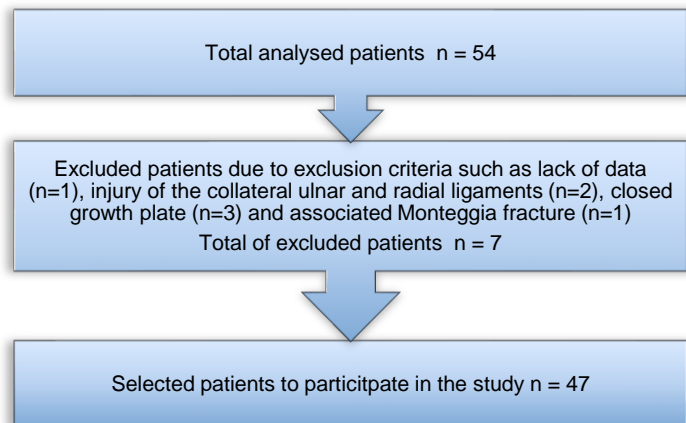 Total analysed patients n = 54
Excluded patients due to exclusion criteria such as lack of data
(n=1), injury of the collateral ulnar and radial ligaments (n=2), closed
growth plate (n=3) and associated Monteggia fracture (n=1)
Total of excluded patients n = 7
Selected patients to particitpate in the study n = 47